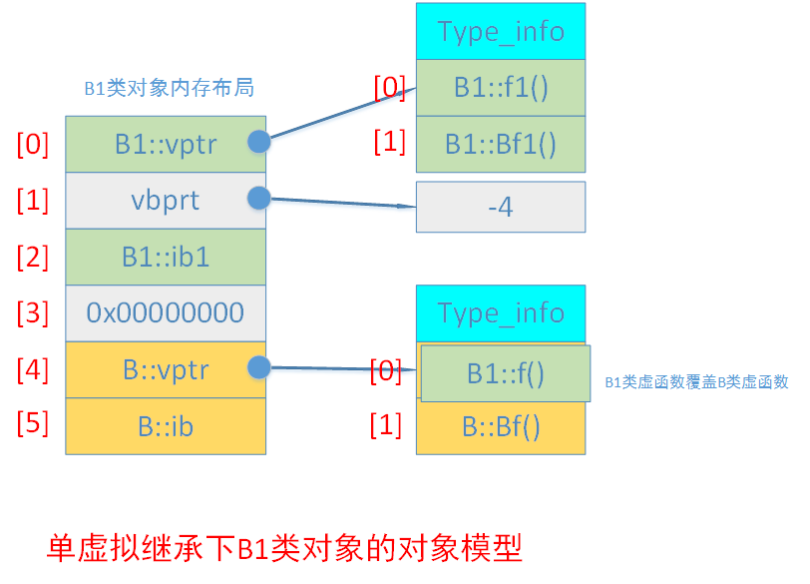 Type_info
B1类对象内存布局
[0] B1::f1()
[0] B1::vptr
[1] B1::Bf1()
[1] vbprt
-4
[2] B1::ib1
[3] 0x00000000
Type_info
[4] B::vptr
[0] B1::f()
B1类虚函数覆盖B类虚函数
[5] B::ib
[1] B::Bf()
单虚拟继承下B1类对象的对象模型